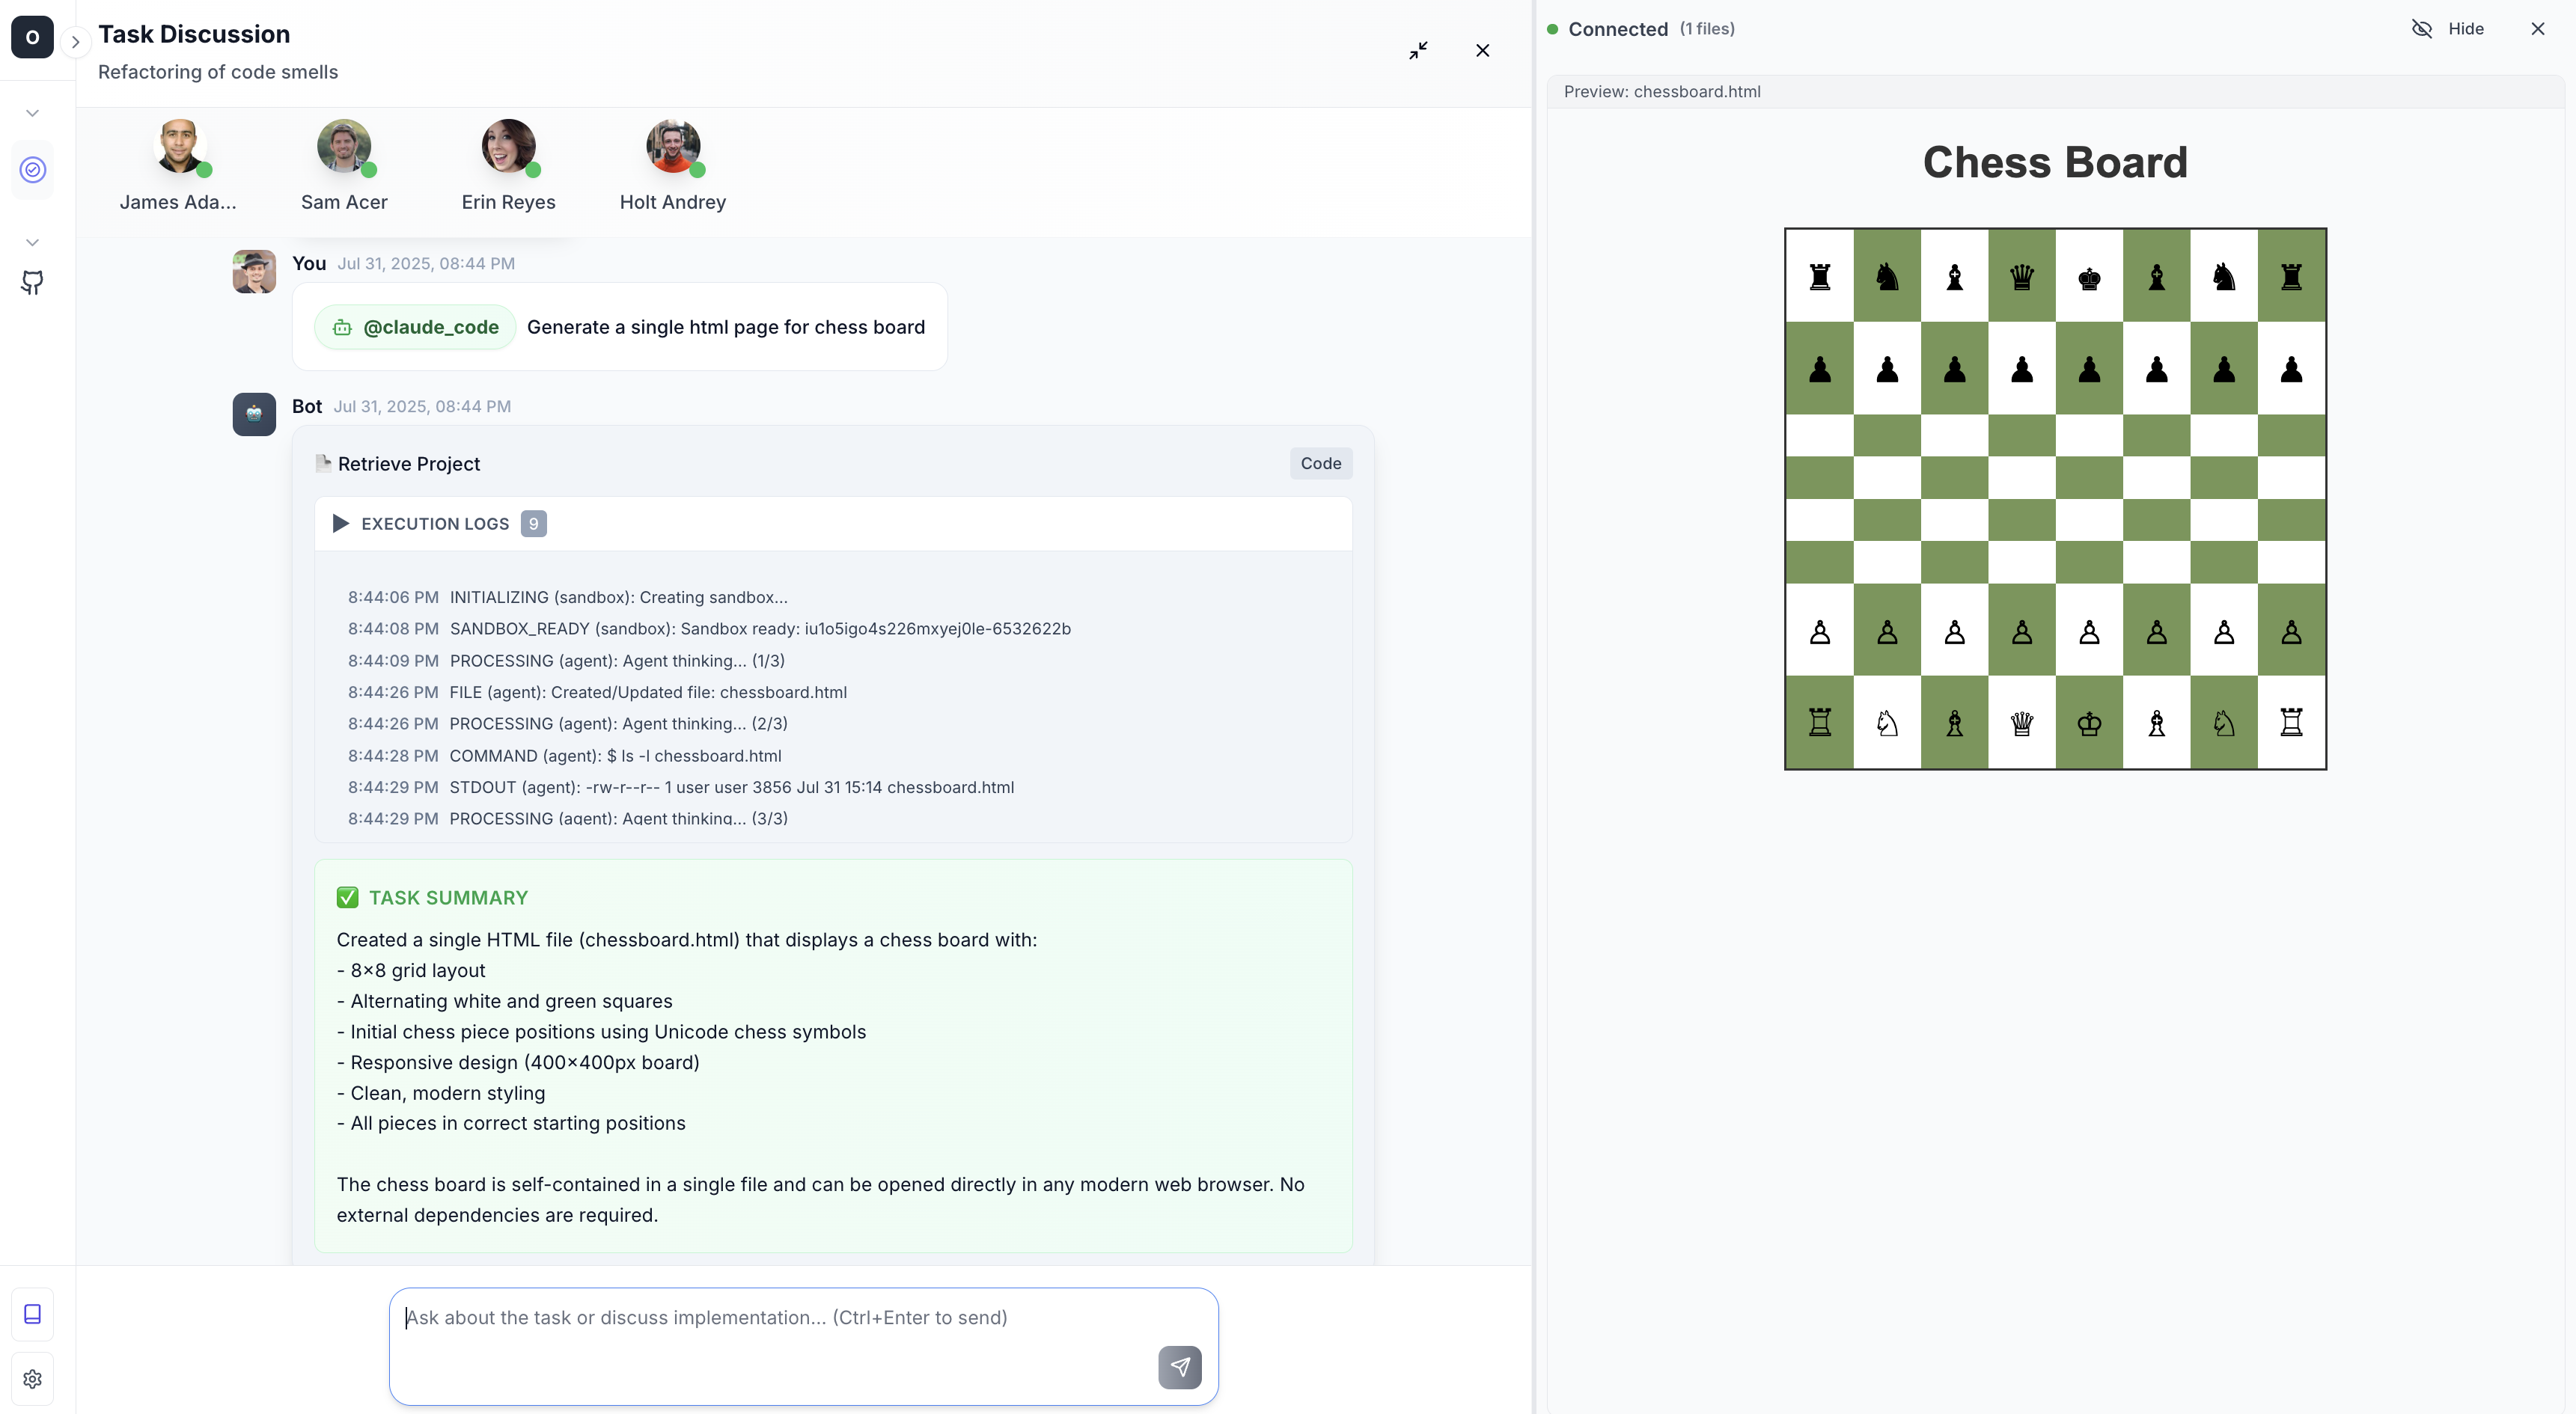 O
Task Discussion
Refactoring of code smells
James Ada...
Sam Acer
Erin Reyes
Holt Andrey
You Jul 31, 2025, 08:44 PM
@claude_code Generate a single html page for chess board
Bot Jul 31, 2025, 08:44 PM
Retrieve Project
Code
EXECUTION LOGS 9
8:44:06 PM INITIALIZING (sandbox): Creating sandbox...
8:44:08 PM SANDBOX_READY (sandbox): Sandbox ready: iu1o5igo4s226mxyej0le-6532622b
8:44:09 PM PROCESSING (agent): Agent thinking... (1/3)
8:44:26 PM FILE (agent): Created/Updated file: chessboard.html
8:44:26 PM PROCESSING (agent): Agent thinking... (2/3)
8:44:28 PM COMMAND (agent): $ ls -l chessboard.html
8:44:29 PM STDOUT (agent): -rw-r--r-- 1 user user 3856 Jul 31 15:14 chessboard.html
8:44:29 PM PROCESSING (agent): Agent thinking... (3/3)
TASK SUMMARY
Created a single HTML file (chessboard.html) that displays a chess board with:
- 8×8 grid layout
- Alternating white and green squares
- Initial chess piece positions using Unicode chess symbols
- Responsive design (400×400px board)
- Clean, modern styling
- All pieces in correct starting positions
The chess board is self-contained in a single file and can be opened directly in any modern web browser. No
external dependencies are required.
Ask about the task or discuss implementation... (Ctrl+Enter to send)
Connected (1 files)
Hide
Preview: chessboard.html
Chess Board